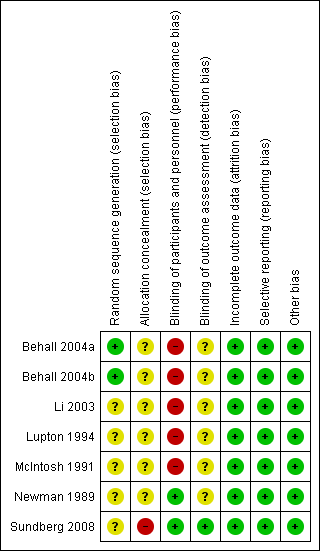 Random sequence generation (selection bias)
Allocation concealment (selection bias)
Blinding of participants and personnel (performance bias)
Blinding of outcome assessment (detection bias)
Incomplete outcome data (attrition bias)
Selective reporting (reporting bias)
Other bias
Behall 2004a + ? - ? + + +
Behall 2004b + ? - ? + + +
Li 2003 ? ? - ? + + +
Lupton 1994 ? ? - ? + + +
McIntosh 1991 ? ? - ? + + +
Newman 1989 ? ? + ? + + +
Sundberg 2008 ? - + + + + +